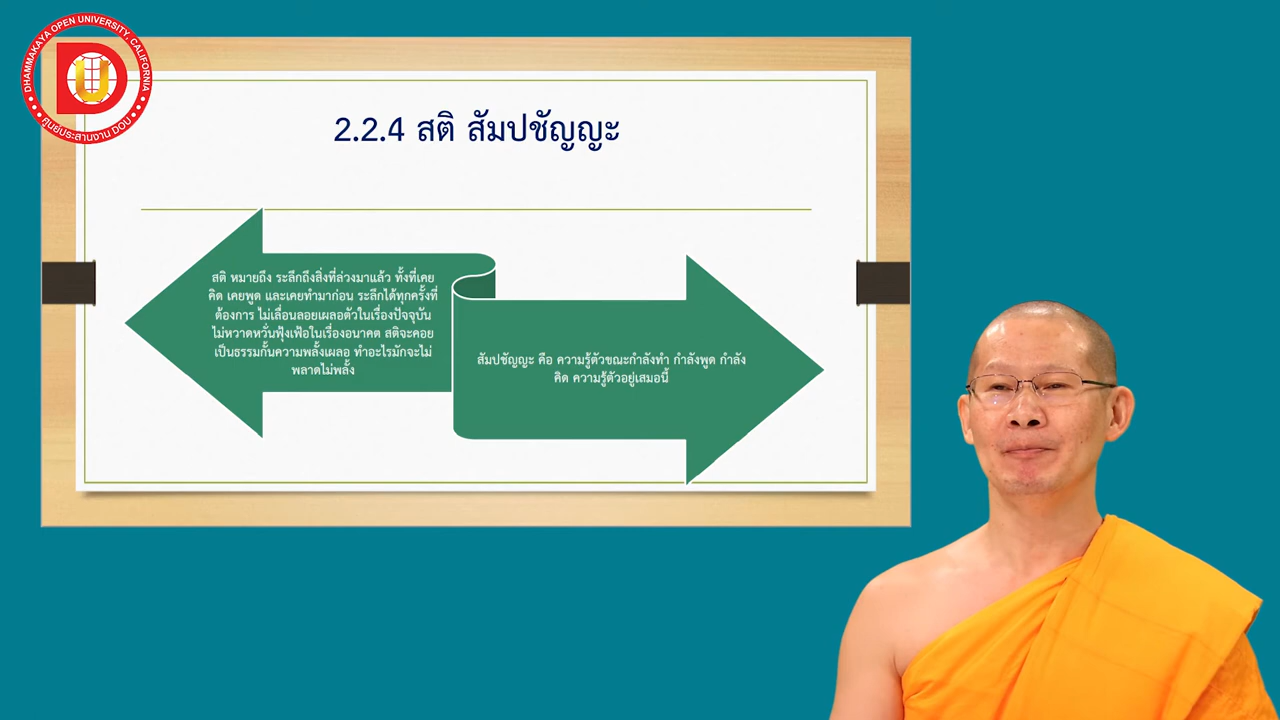 DHAMMAKAYA OPEN UNIVERSITY, CALIFORNIA
DU
ศูนย์ประสานงาน DOU
2.2.4 สติ สัมปชัญญะ
สติ หมายถึง ระลึกถึงสิ่งที่ล่วงมาแล้ว ทั้งที่เคย
คิด เคยพูด และเคยทำมาก่อน ระลึกได้ทุกครั้งที่
ต้องการ ไม่เลื่อนลอยเผลอตัวในเรื่องปัจจุบัน
ไม่หวาดหวั่นฟุ้งเฟ้อในเรื่องอนาคต สติจะคอย
เป็นธรรมกั้นความพลั้งเผลอ ทำอะไรมักจะไม่
พลาดไม่พลั้ง
สัมปชัญญะ คือ ความรู้ตัวขณะกำลังทำ กำลังพูด กำลัง
คิด ความรู้ตัวอยู่เสมอนี้